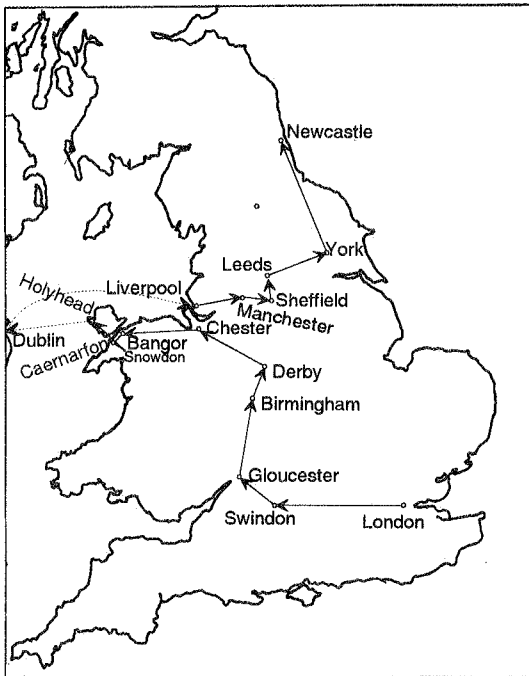 Newcastle
York
Leeds
Holyhead
Liverpool
Sheffield
Manchester
Chester
Dublin
Caernarfon
Bangor
Snowdon
Derby
Birmingham
Gloucester
Swindon
London